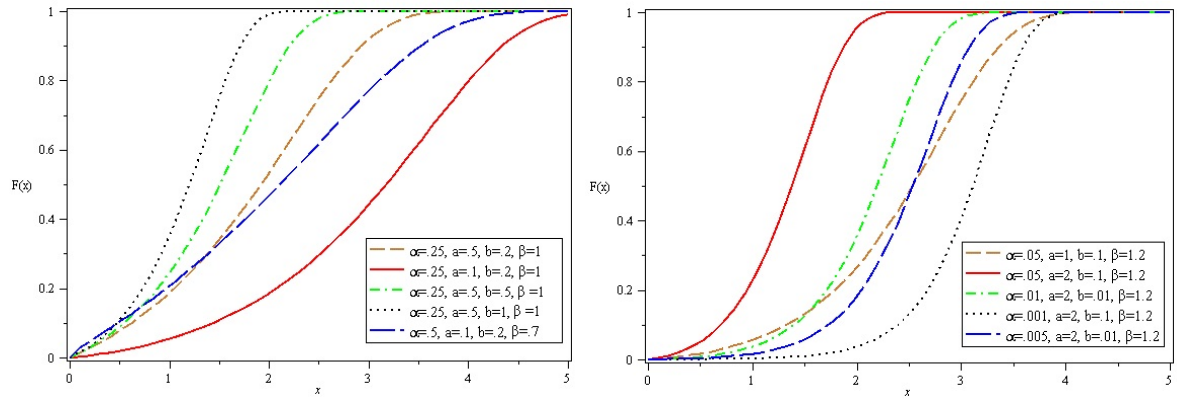 1
0.8
0.6
F(x)
0.4
0.2
0
0 1 2 3 4 5
x
α=.25, a=.5, b=.2, β=1
α=.25, a=.1, b=.2, β=1
α=.25, a=.5, b=.5, β =1
α=.25, a=.5, b=1, β =1
α=.5, a=.1, b=.2, β=.7
1
0.8
0.6
F(x)
0.4
0.2
0
0 1 2 3 4 5
x
α=.05, a=1, b=.1, β=1.2
α=.05, a=2, b=.1, β=1.2
α=.01, a=2, b=.01, β=1.2
α=.001, a=2, b=.1, β=1.2
α=.005, a=2, b=.01, β=1.2